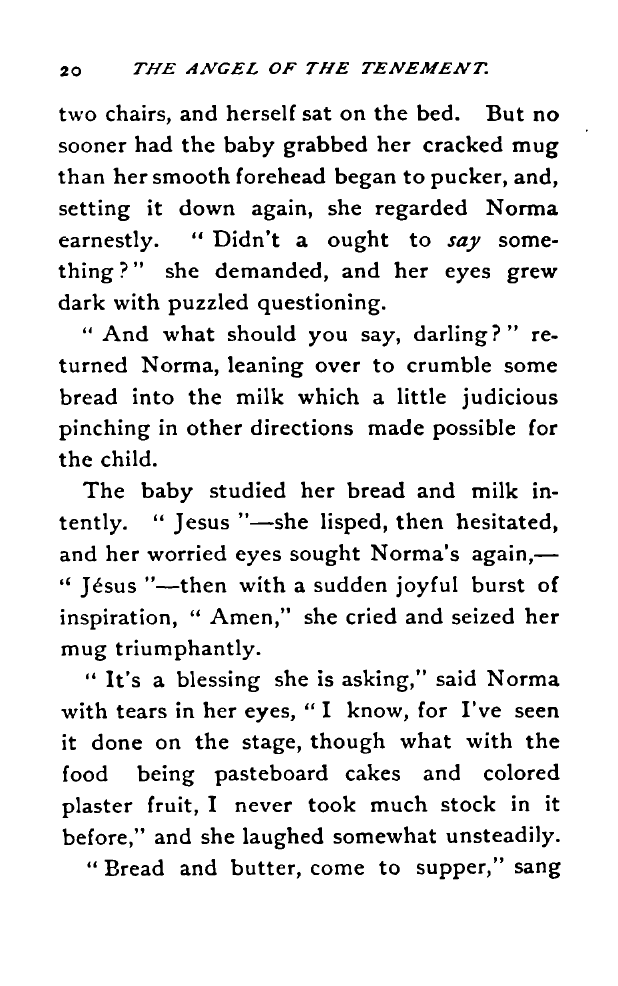 20 THE ANGEL OF THE TENEMENT.
two chairs, and herself sat on the bed. But no
sooner had the baby grabbed her cracked mug
than her smooth forehead began to pucker, and,
setting it down again, she regarded Norma
earnestly. “ Didn't a ought to say some-
thing ? ” she demanded, and her eyes grew
dark with puzzled questioning.
“ And what should you say, darling? ” re-
turned Norma, leaning over to crumble some
bread into the milk which a little judicious
pinching in other directions made possible for
the child.
The baby studied her bread and milk in-
tently. “ Jesus ”—she lisped, then hesitated,
and her worried eyes sought Norma's again,—
“ Jésus ”—then with a sudden joyful burst of
inspiration, “ Amen,” she cried and seized her
mug triumphantly.
“ It's a blessing she is asking,” said Norma
with tears in her eyes, “ I know, for I've seen
it done on the stage, though what with the
food being pasteboard cakes and colored
plaster fruit, I never took much stock in it
before,” and she laughed somewhat unsteadily.
“ Bread and butter, come to supper,” sang